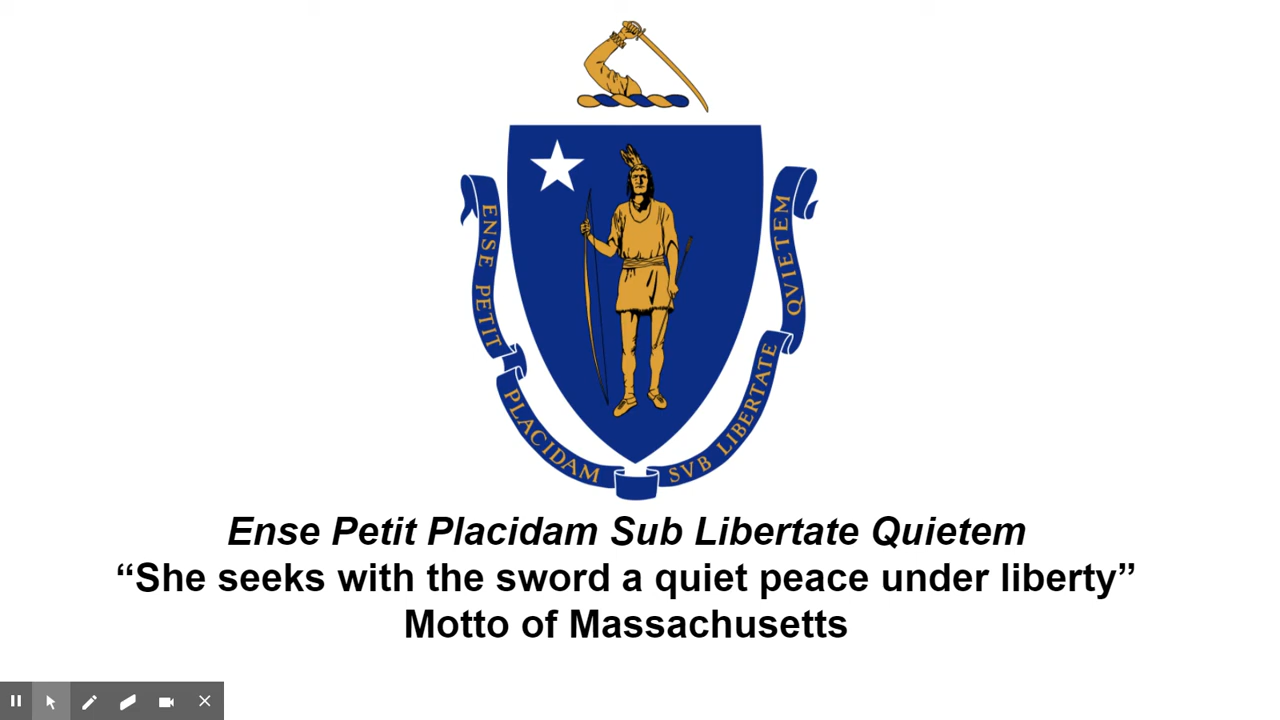 ENSE PETIT PLACIDAM SVB LIBERTATE QVIETEM
Ense Petit Placidam Sub Libertate Quietem
“She seeks with the sword a quiet peace under liberty”
Motto of Massachusetts